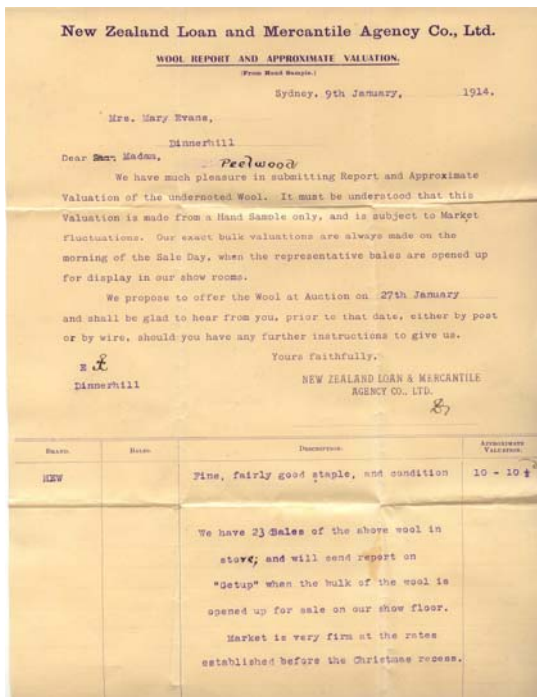 New Zealand Loan and Mercantile Agency Co., Ltd.
WOOL REPORT AND APPROXIMATE VALUATION.
(From Hand Sample.)
Sydney, 9th January, 1914.
Mrs. Mary Evans,
Dinnerhill
Peelwood
Dear Madam,
We have much pleasure in submitting Report and Approximate
Valuation of the undernoted Wool. It must be understood that this
Valuation is made from a Hand Sample only, and is subject to Market
fluctuations. Our exact bulk valuations are always made on the
morning of the Sale Day, when the representative bales are opened up
for display in our show rooms.
We propose to offer the Wool at Auction on 27th January
and shall be glad to hear from you, prior to that date, either by post
or by wire, should you have any further instructions to give us.
Yours faithfully,
E
Dinnerhill
NEW ZEALAND LOAN & MERCANTILE
AGENCY CO., LTD.
BRAND. BALES. DESCRIPTION. APPROXIMATE VALUATION.
MEW Fine, fairly good staple, and condition 10 - 10½
We have 23 Bales of the above wool in
store; and will send report on
"Getup" when the bulk of the wool is
opened up for sale on our show floor.
Market is very firm at the rates
established before the Christmas recess.